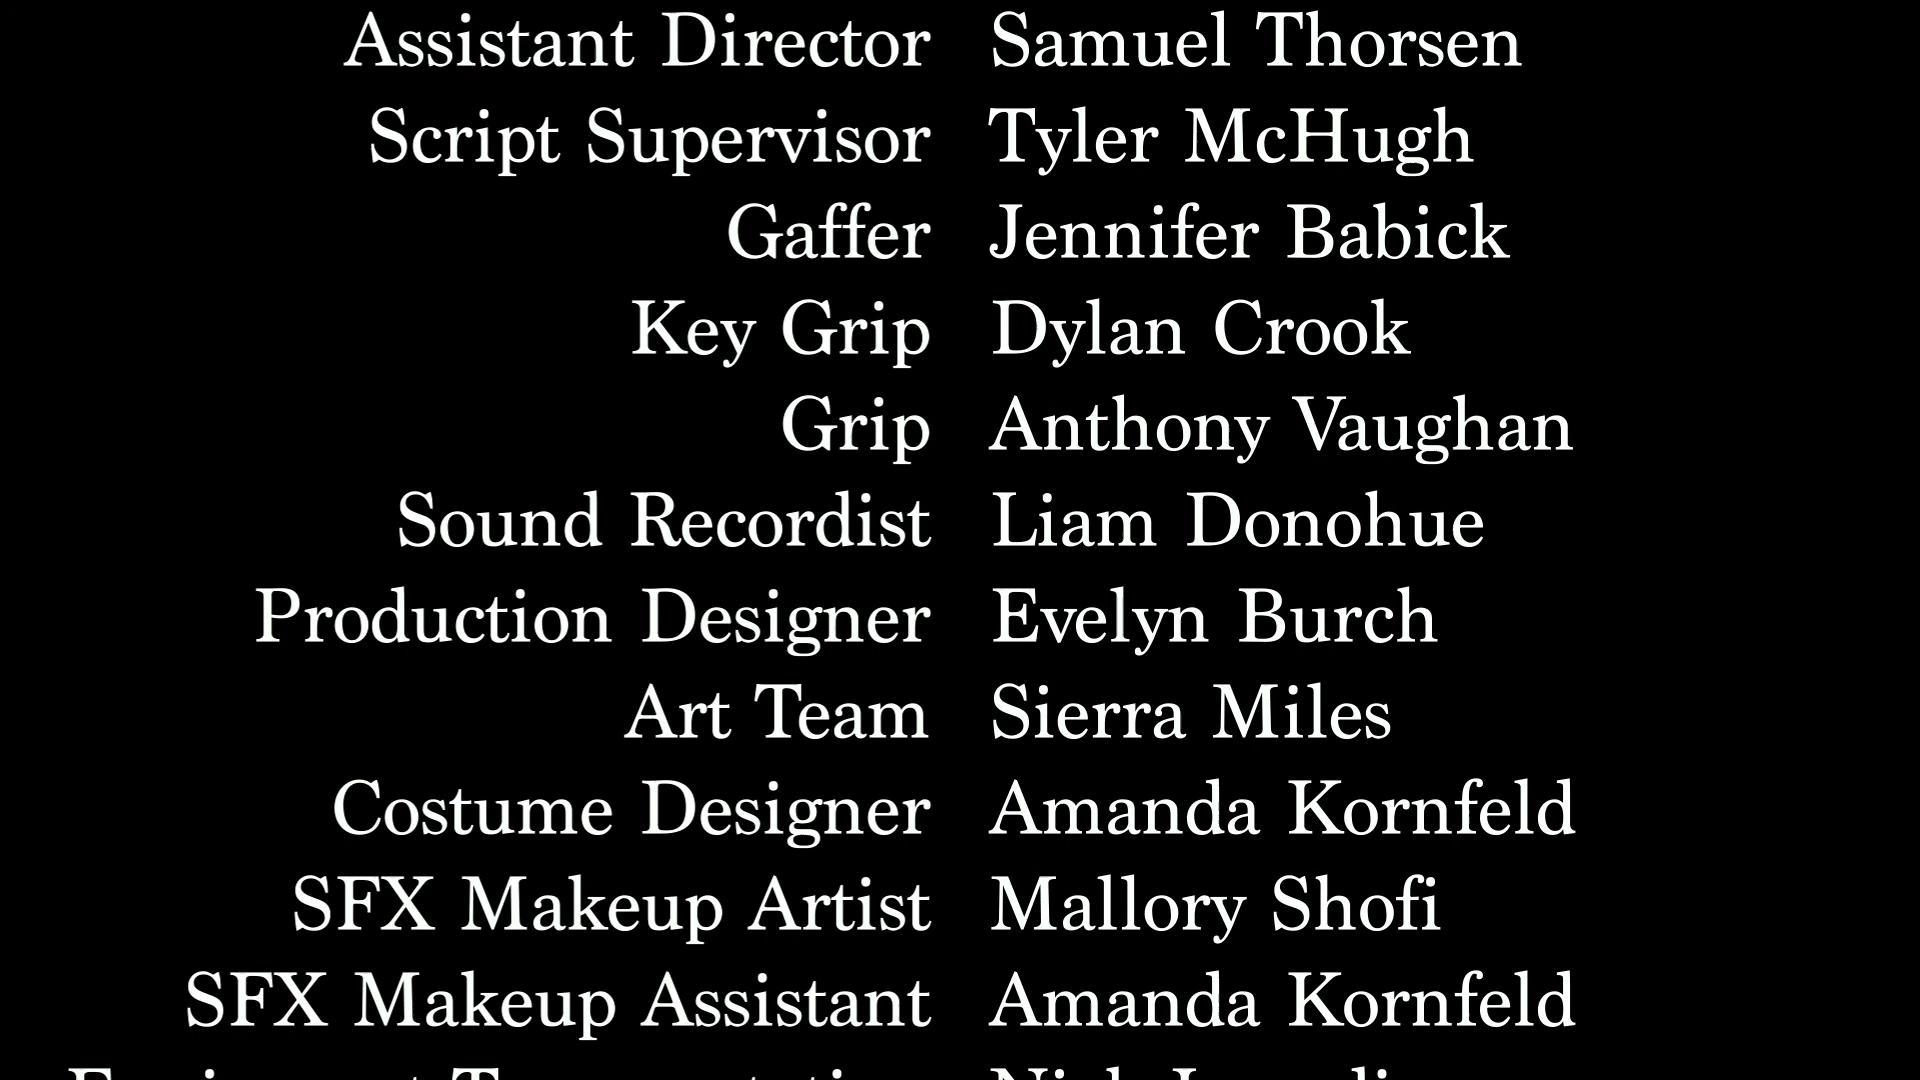 Assistant Director Samuel Thorsen
Script Supervisor Tyler McHugh
Gaffer Jennifer Babick
Key Grip Dylan Crook
Grip Anthony Vaughan
Sound Recordist Liam Donohue
Production Designer Evelyn Burch
Art Team Sierra Miles
Costume Designer Amanda Kornfeld
SFX Makeup Artist Mallory Shofi
SFX Makeup Assistant Amanda Kornfeld